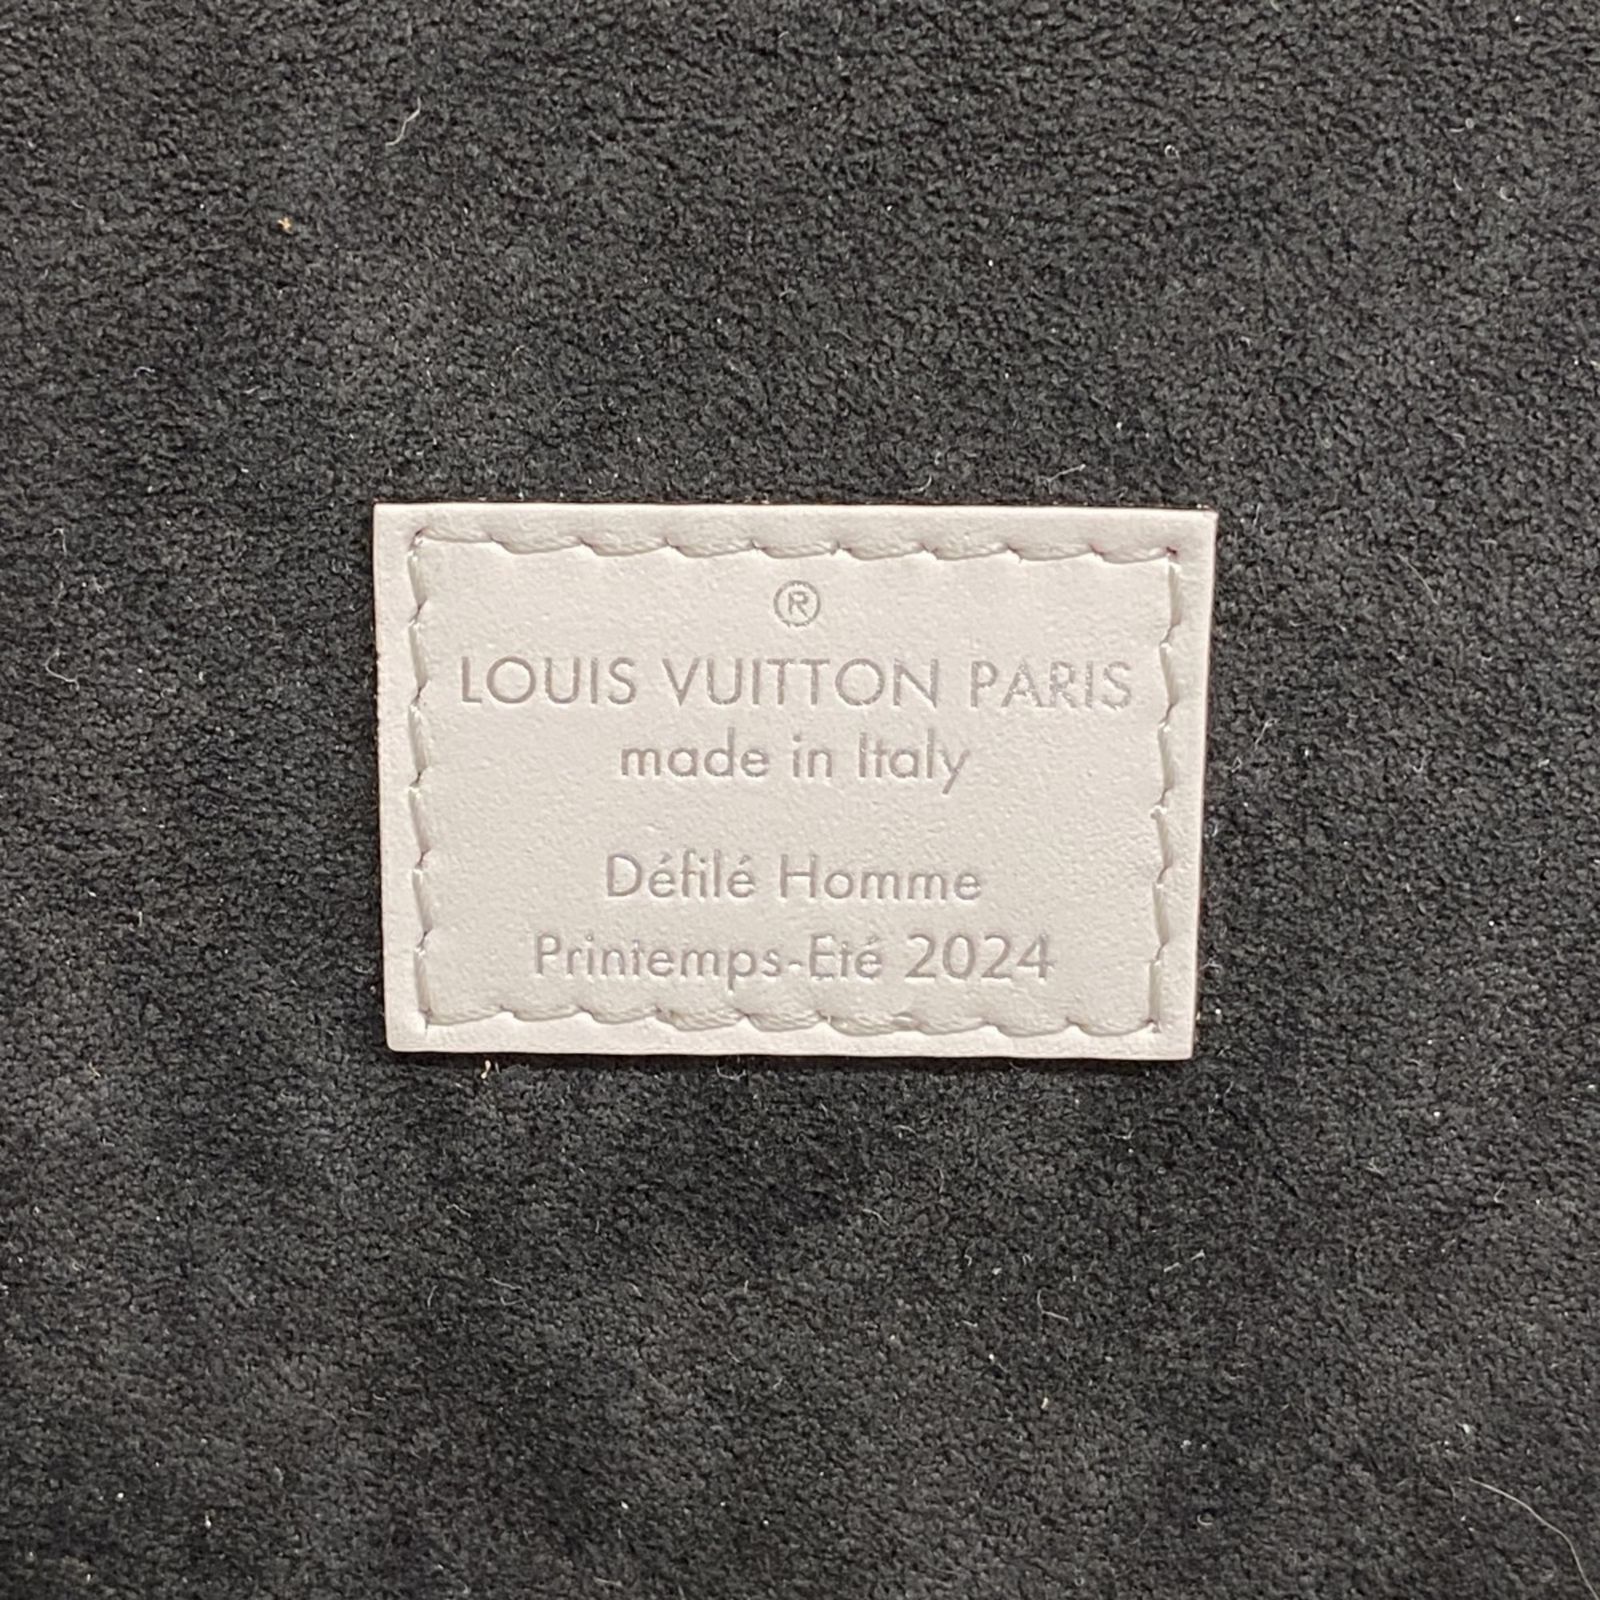 ®
LOUIS VUITTON PARIS
made in Italy
Défilé Homme
Printemps-Eté 2024